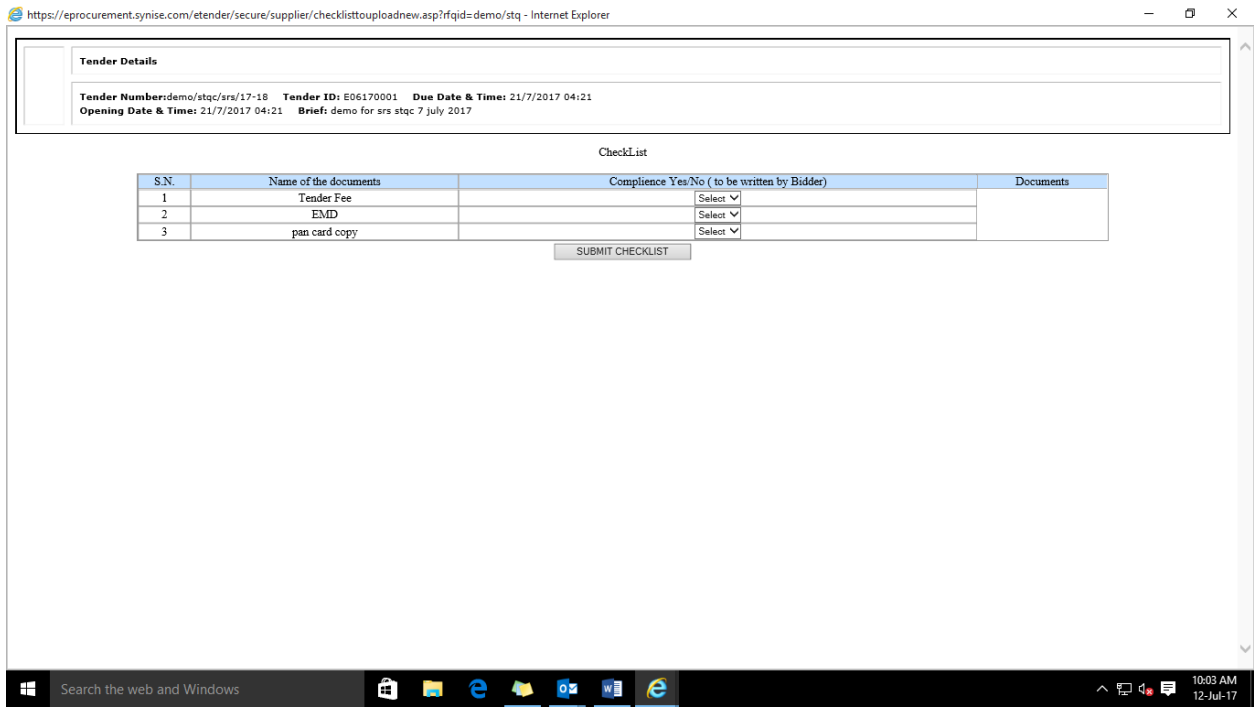 https://eprocurement.synise.com/etender/secure/supplier/checklisttouploadnew.asp?rfqid=demo/stq - Internet Explorer
Tender Details
Tender Number:demo/stqc/srs/17-18 Tender ID: E06170001 Due Date & Time: 21/7/2017 04:21
Opening Date & Time: 21/7/2017 04:21 Brief: demo for srs stqc 7 july 2017
CheckList
S.N. Name of the documents Complience Yes/No ( to be written by Bidder) Documents
1 Tender Fee Select
2 EMD Select
3 pan card copy Select
SUBMIT CHECKLIST
Search the web and Windows
10:03 AM
12-Jul-17